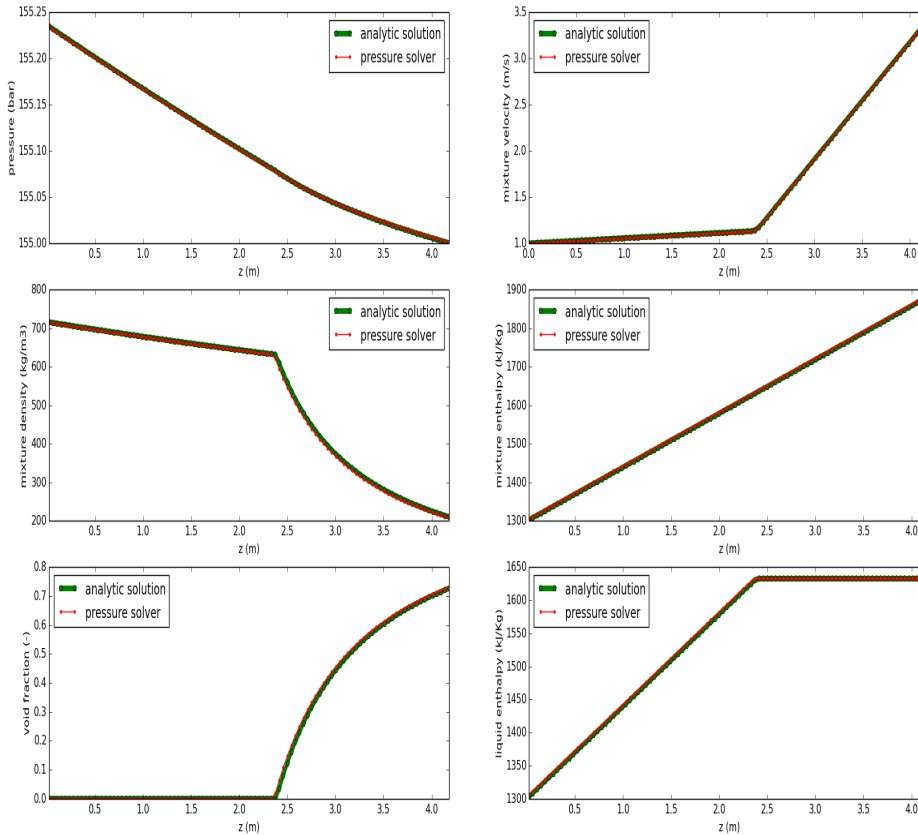 155.25
155.20
155.15
155.10
155.05
155.00
pressure (bar)
analytic solution
pressure solver
0.5 1.0 1.5 2.0 2.5 3.0 3.5 4.0
z (m)
3.5
3.0
2.5
2.0
1.5
1.0
mixture velocity (m/s)
analytic solution
pressure solver
0.0 0.5 1.0 1.5 2.0 2.5 3.0 3.5 4.0
z (m)
800
700
600
500
400
300
200
mixture density (kg/m3)
analytic solution
pressure solver
0.5 1.0 1.5 2.0 2.5 3.0 3.5 4.0
z (m)
1900
1800
1700
1600
1500
1400
1300
mixture enthalpy (kJ/Kg)
analytic solution
pressure solver
0.5 1.0 1.5 2.0 2.5 3.0 3.5 4.0
z (m)
0.8
0.7
0.6
0.5
0.4
0.3
0.2
0.1
0.0
void fraction (-)
analytic solution
pressure solver
0.5 1.0 1.5 2.0 2.5 3.0 3.5 4.0
z (m)
1650
1600
1550
1500
1450
1400
1350
1300
liquid enthalpy (kJ/Kg)
analytic solution
pressure solver
0.5 1.0 1.5 2.0 2.5 3.0 3.5 4.0
z (m)